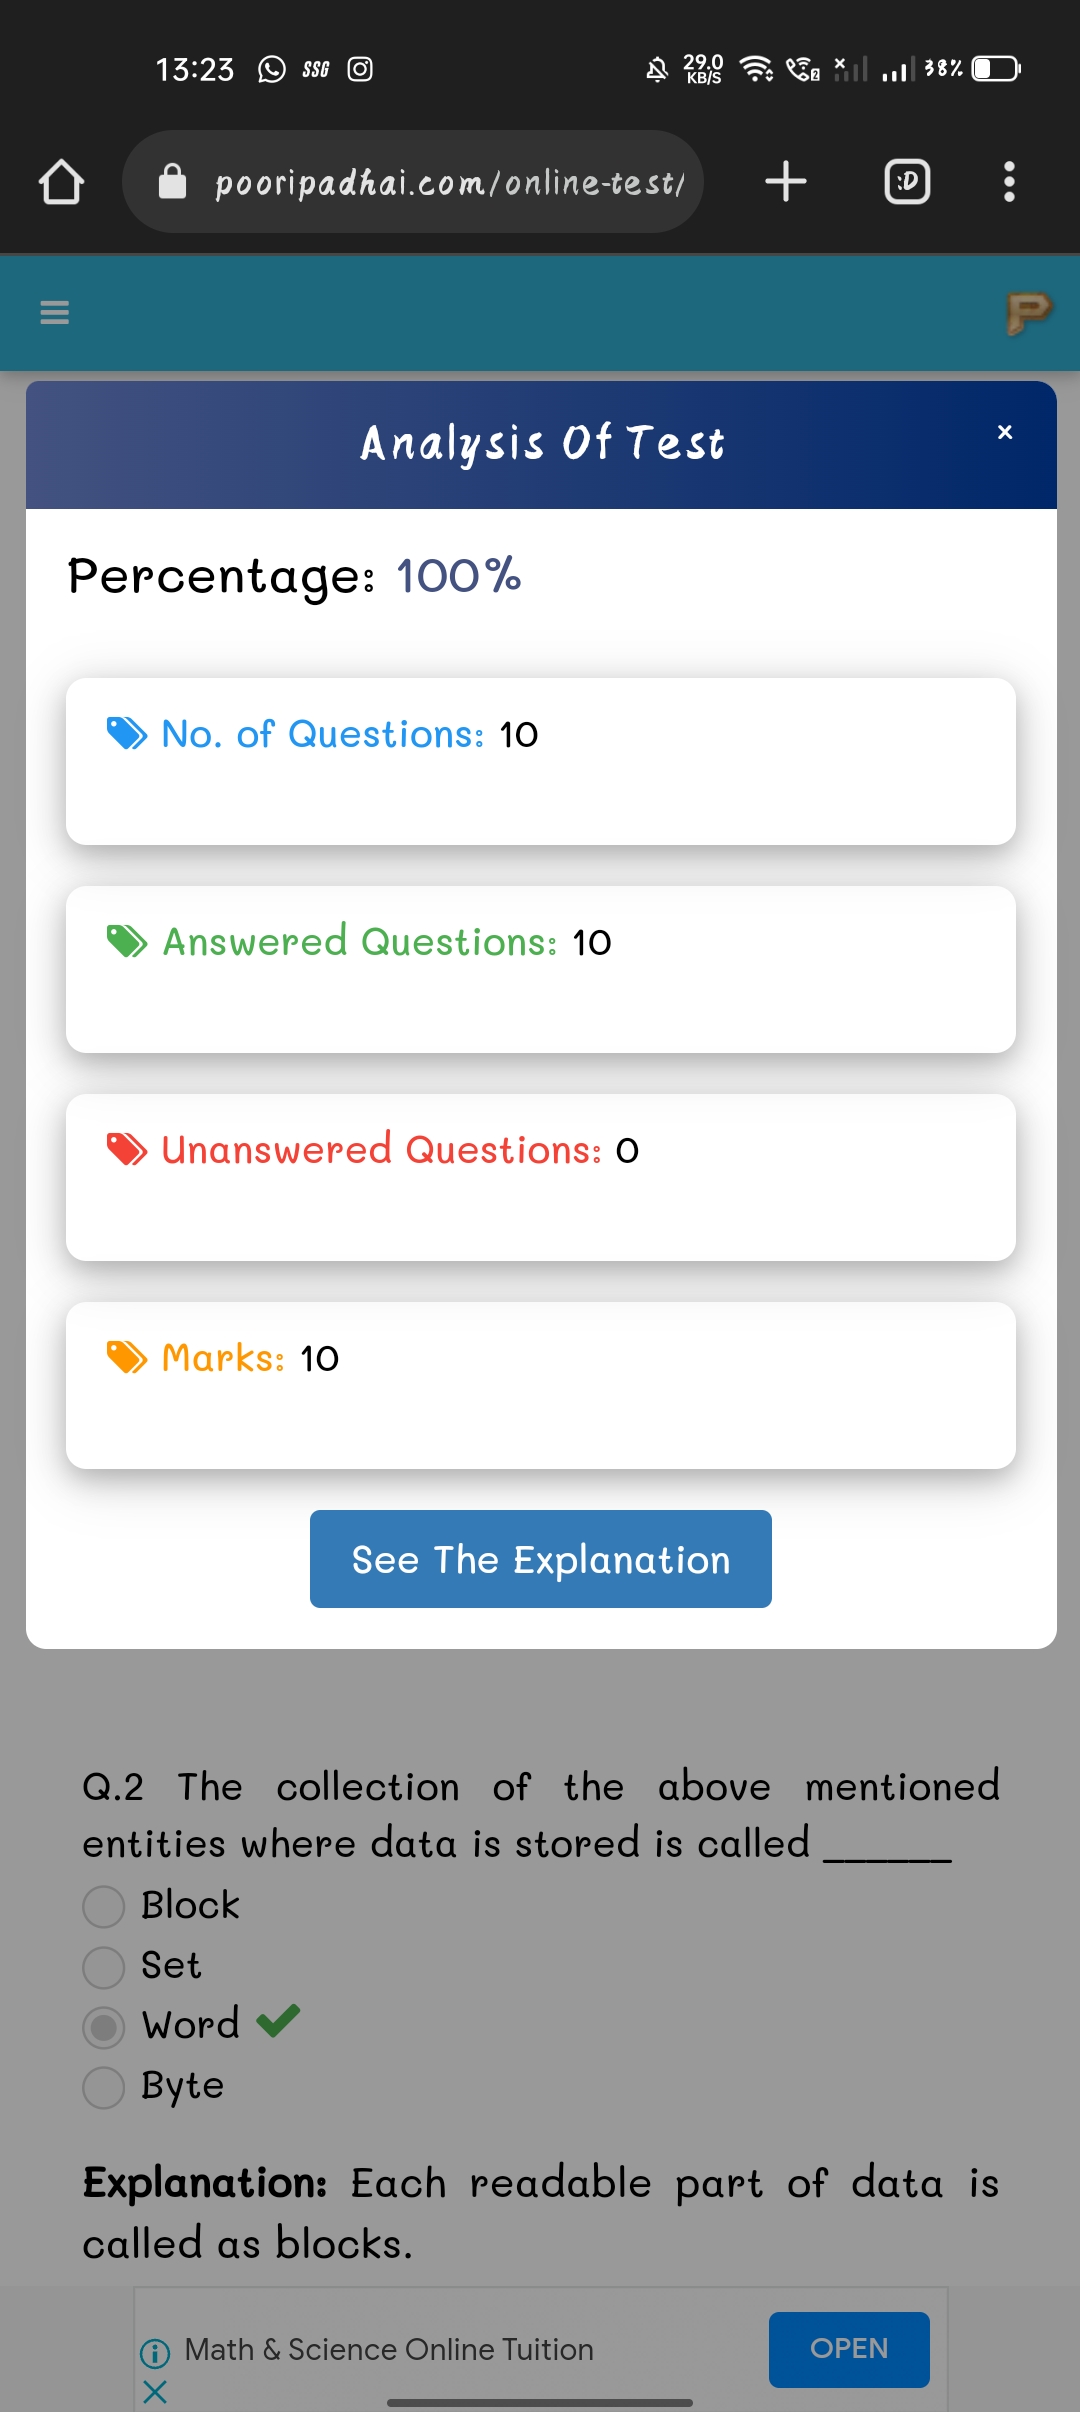 13:23 SSG 29.0 KB/S 2 38%
pooripadhai.com/online-test/ :D
P
Analysis Of Test ×
Percentage: 100%
No. of Questions: 10
Answered Questions: 10
Unanswered Questions: 0
Marks: 10
See The Explanation
Q.2 The collection of the above mentioned
entities where data is stored is called ______
Block
Set
Word
Byte
Explanation: Each readable part of data is
called as blocks.
Math & Science Online Tuition OPEN